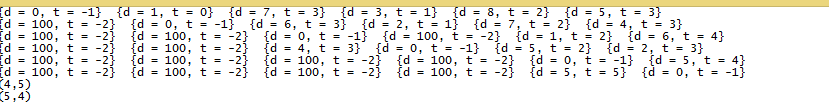 {d = 0, t = -1}  {d = 1, t = 0}  {d = 7, t = 3}  {d = 3, t = 1}  {d = 8, t = 2}  {d = 5, t = 3}
{d = 100, t = -2}  {d = 0, t = -1}  {d = 6, t = 3}  {d = 2, t = 1}  {d = 7, t = 2}  {d = 4, t = 3}
{d = 100, t = -2}  {d = 100, t = -2}  {d = 0, t = -1}  {d = 100, t = -2}  {d = 1, t = 2}  {d = 6, t = 4}
{d = 100, t = -2}  {d = 100, t = -2}  {d = 4, t = 3}  {d = 0, t = -1}  {d = 5, t = 2}  {d = 2, t = 3}
{d = 100, t = -2}  {d = 100, t = -2}  {d = 100, t = -2}  {d = 100, t = -2}  {d = 0, t = -1}  {d = 5, t = 4}
{d = 100, t = -2}  {d = 100, t = -2}  {d = 100, t = -2}  {d = 100, t = -2}  {d = 5, t = 5}  {d = 0, t = -1}
(4,5)
(5,4)